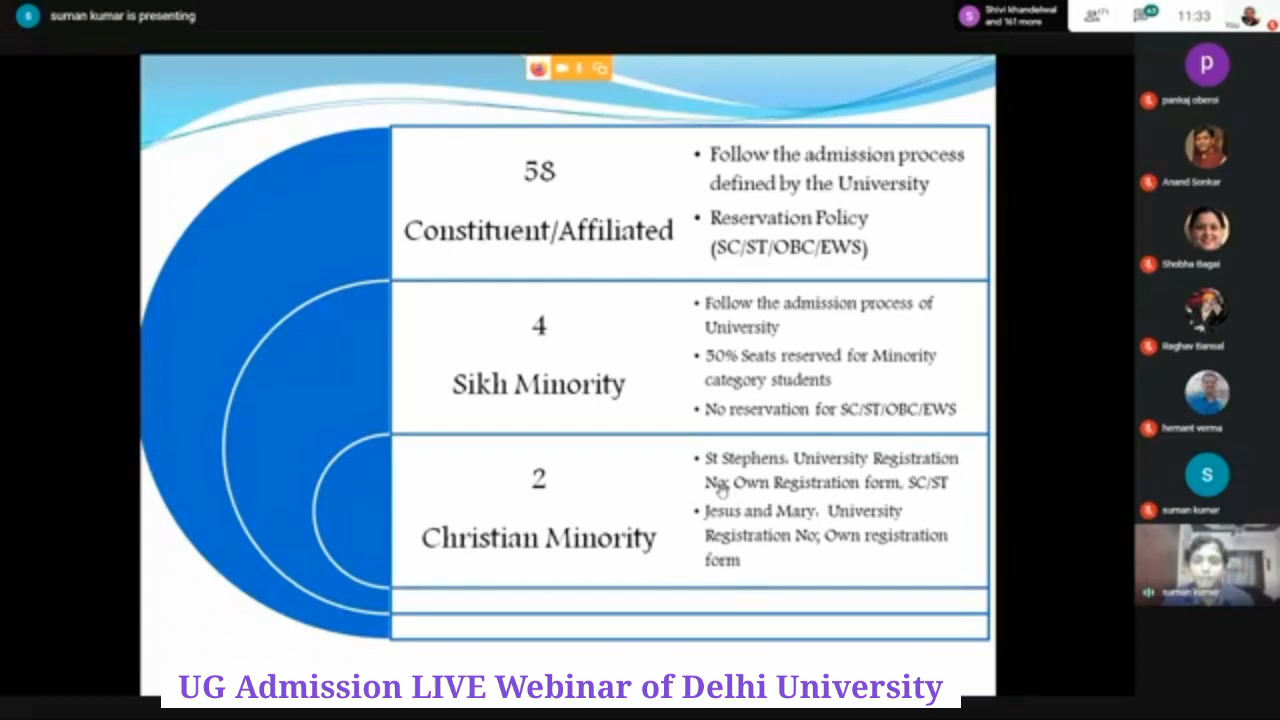 S
suman kumar is presenting
S
Shivi khandelwal
and 161 more
171
11:33
You
58
Constituent/Affiliated
• Follow the admission process
defined by the University
• Reservation Policy
(SC/ST/OBC/EWS)
4
Sikh Minority
• Follow the admission process of
University
• 50% Seats reserved for Minority
category students
• No reservation for SC/ST/OBC/EWS
2
Christian Minority
• St Stephens. University Registration
No; Own Registration form, SC/ST
• Jesus and Mary. University
Registration No; Own registration
form
P
pankaj oberoi
Anand Sonkar
Shobha Bagai
Raghav Bansal
hemant verma
S
suman kumar
suman kumar
UG Admission LIVE Webinar of Delhi University